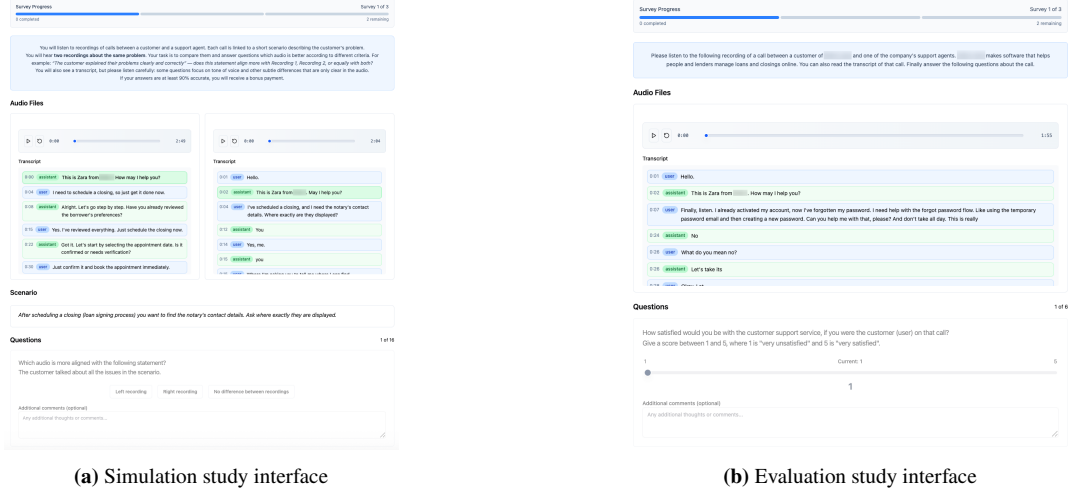 Survey Progress
Survey 1 of 3
0 completed
2 remaining
You will listen to recordings of calls between a customer and a support agent. Each call is linked to a short scenario describing the customer's problem.
You will hear two recordings about the same problem. Your task is to compare them and answer questions which audio is better according to different criteria. For
example: "The customer explained their problems clearly and correctly" — does this statement align more with Recording 1, Recording 2, or equally with both?
You will also see a transcript, but please listen carefully: some questions focus on tone of voice and other subtle differences that are only clear in the audio.
If your answers are at least 90% accurate, you will receive a bonus payment.
Audio Files
0:00
2:49
Transcript
0:00 assistant This is Zara from How may I help you?
0:04 user I need to schedule a closing, so just get it done now.
0:08 assistant Alright. Let's go step by step. Have you already reviewed
the borrower's preferences?
0:15 user Yes. I've reviewed everything. Just schedule the closing now.
0:22 assistant Got it. Let's start by selecting the appointment date. Is it
confirmed or needs verification?
0:30 user Just confirm it and book the appointment immediately.
0:00
2:04
Transcript
0:01 user Hello.
0:02 assistant This is Zara from . May I help you?
0:04 user I've scheduled a closing, and I need the notary's contact
details. Where exactly are they displayed?
0:13 assistant You
0:14 user Yes, me.
assistant you
Scenario
After scheduling a closing (loan signing process) you want to find the notary's contact details. Ask where exactly they are displayed.
Questions
1 of 16
Which audio is more aligned with the following statement?
The customer talked about all the issues in the scenario.
Left recording
Right recording
No difference between recordings
Additional comments (optional)
Any additional thoughts or comments...
(a) Simulation study interface
Survey Progress
Survey 1 of 3
0 completed
2 remaining
Please listen to the following recording of a call between a customer of and one of the company's support agents. makes software that helps
people and lenders manage loans and closings online. You can also read the transcript of that call. Finally answer the following questions about the call.
Audio Files
0:00
1:55
Transcript
0:01 user Hello.
0:02 assistant This is Zara from . How may I help you?
0:07 user Finally, listen. I already activated my account, now I've forgotten my password. I need help with the forgot password flow. Like using the temporary
password email and then creating a new password. Can you help me with that, please? And don't take all day. This is really
0:24 assistant No
0:26 user What do you mean no?
0:28 assistant Let's take its
Questions
1 of 6
How satisfied would you be with the customer support service, if you were the customer (user) on that call?
Give a score between 1 and 5, where 1 is "very unsatisfied" and 5 is "very satisfied".
1
Current: 1
5
1
Additional comments (optional)
Any additional thoughts or comments...
(b) Evaluation study interface